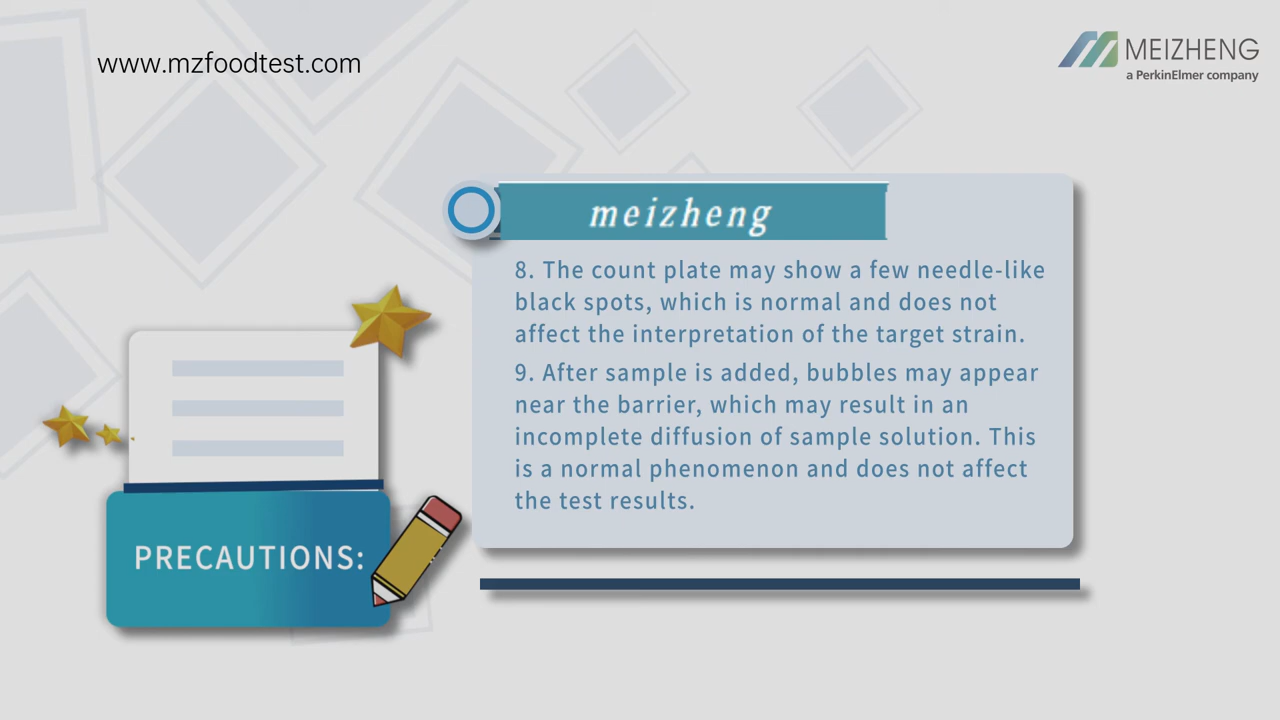 www.mzfoodtest.com
MEIZHENG
a PerkinElmer company
meizheng
8. The count plate may show a few needle-like
black spots, which is normal and does not
affect the interpretation of the target strain.
9. After sample is added, bubbles may appear
near the barrier, which may result in an
incomplete diffusion of sample solution. This
is a normal phenomenon and does not affect
the test results.
PRECAUTIONS: